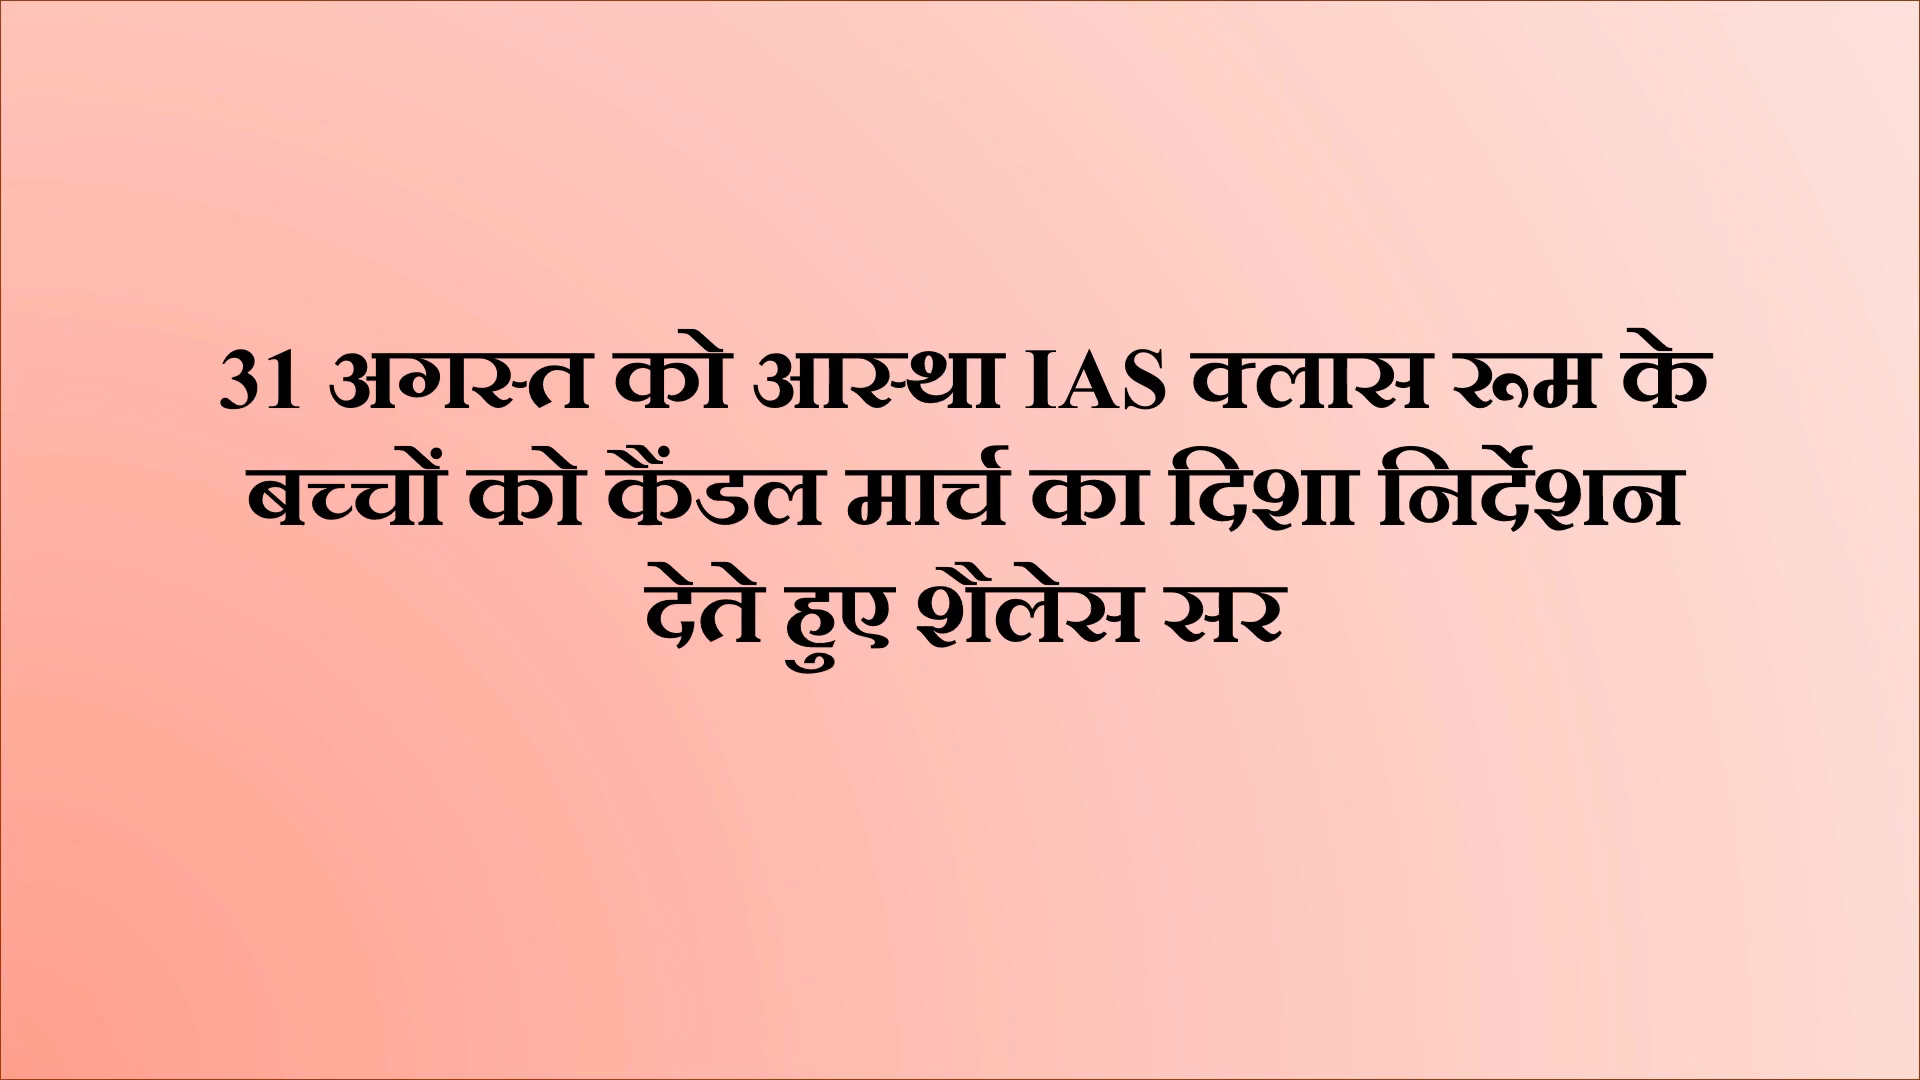 31 अगस्त को आस्था IAS क्लास रूम के
बच्चों को कैंडल मार्च का दिशा निर्देशन
देते हुए शैलेस सर